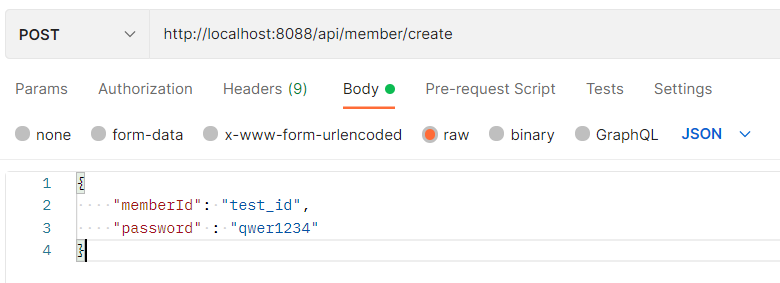 POST http://localhost:8088/api/member/create
Params Authorization Headers (9) Body Pre-request Script Tests Settings
none form-data x-www-form-urlencoded raw binary GraphQL JSON
1 {
2 "memberId": "test_id",
3 "password" : "qwer1234"
4 }